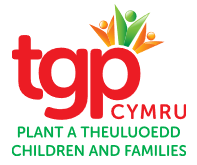 tgp
CYMRU
PLANT A THEULUOEDD
CHILDREN AND FAMILIES